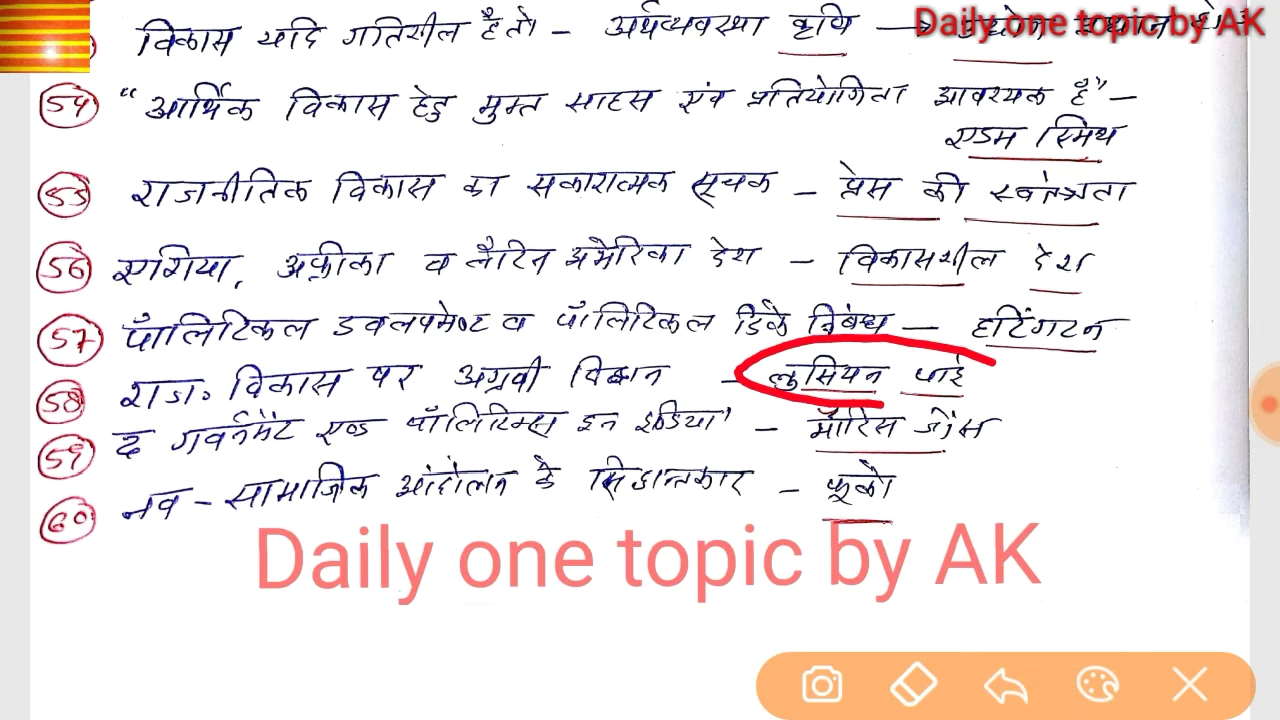 विकास यदि गतिशील है तो - अर्थव्यवस्था कृषि →
Daily one topic by AK
54 "आर्थिक विकास हेतु मुक्त साहस एंव प्रतियोगिता आवश्यक है" -
एडम स्मिथ
55 राजनीतिक विकास का सकारात्मक सूचक - प्रेस की स्वतंत्रता
56 एशिया, अफ्रीका व लैटिन अमेरिका देश - विकासशील देश
57 पॉलिटिकल डवलपमेण्ट व पॉलिटिकल डिके निबंध - हटिंगटन
58 राज० विकास पर अग्रणी विद्वान - लुसियन पाई
59 द गवर्नमेंट एण्ड पॉलिटिक्स इन इण्डिया" - मॉरिस जोंस
60 नव - सामाजिक आंदोलन के सिद्धान्तकार - फूको
Daily one topic by AK